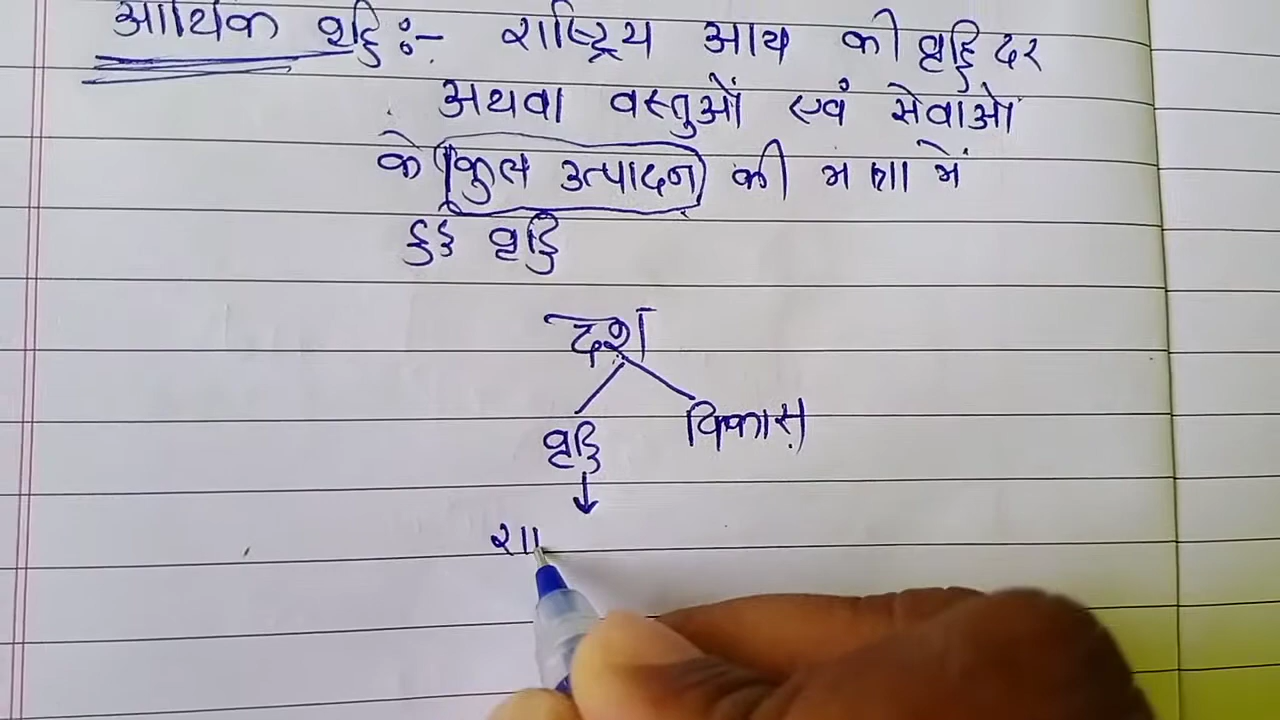 आर्थिक वृद्धि :-  राष्ट्रिय आय की वृद्धि दर
अथवा वस्तुओं एवं सेवाओ
के कुल उत्पादन की मात्रा में
हुई वृद्धि
देश
वृद्धि विकास
रा